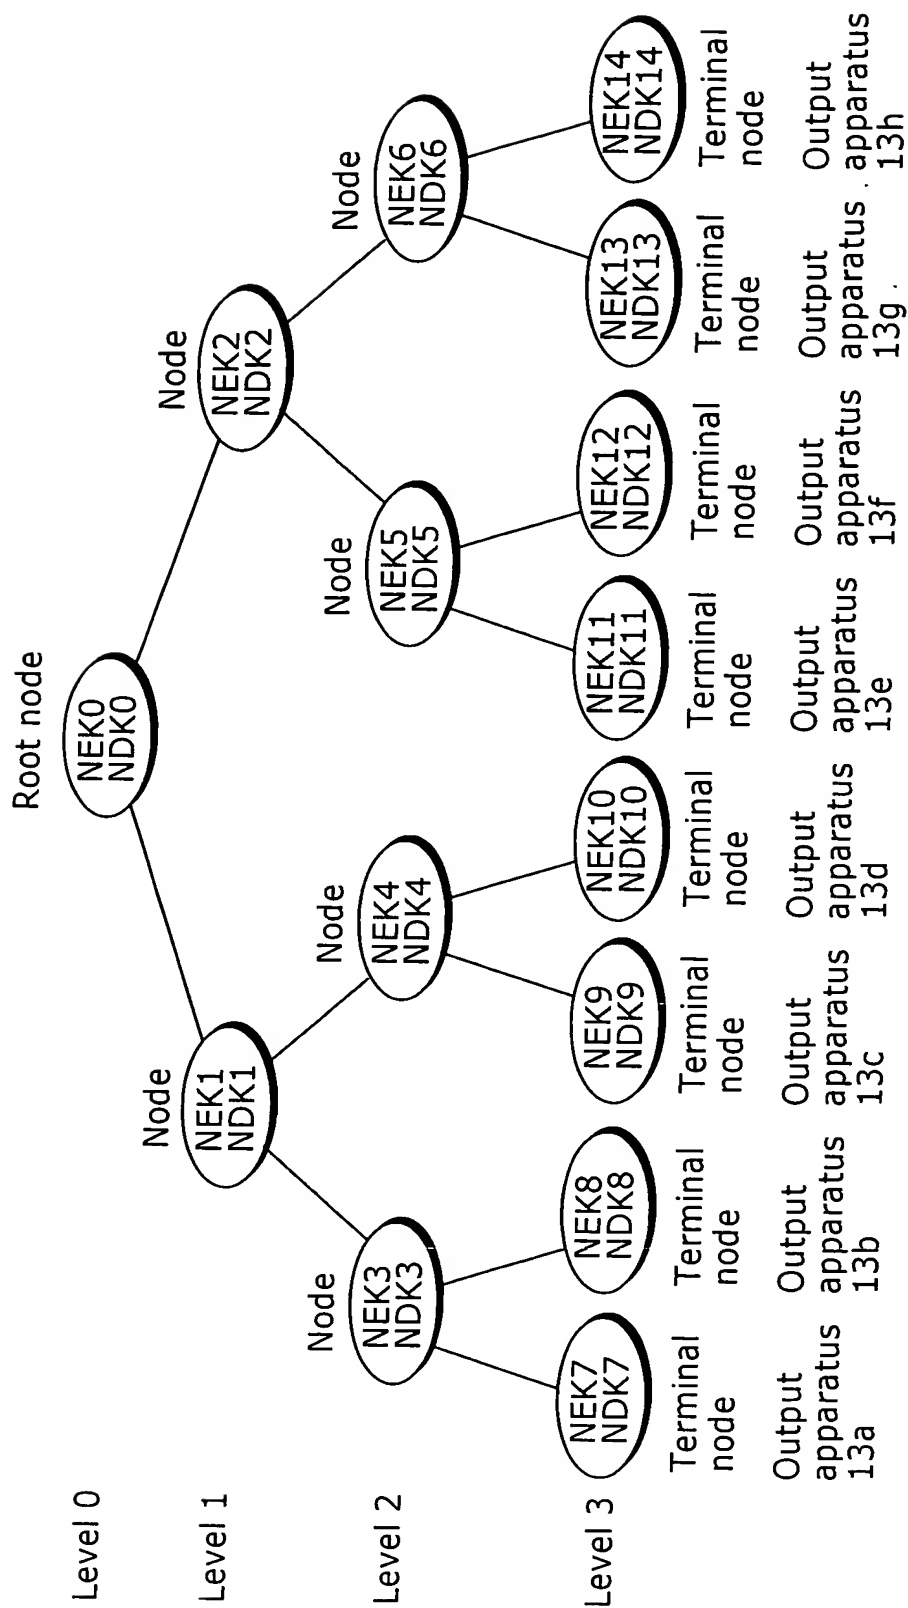 Root node
Level 0
NEK0
NDK0
Node
Node
Level 1
NEK1
NDK1
NEK2
NDK2
Node
Node
Node
Node
Level 2
NEK3
NDK3
NEK4
NDK4
NEK5
NDK5
NEK6
NDK6
Level 3
NEK7
NDK7
NEK8
NDK8
NEK9
NDK9
NEK10
NDK10
NEK11
NDK11
NEK12
NDK12
NEK13
NDK13
NEK14
NDK14
Terminal
node
Terminal
node
Terminal
node
Terminal
node
Terminal
node
Terminal
node
Terminal
node
Terminal
node
Output
apparatus
13a
Output
apparatus
13b
Output
apparatus
13c
Output
apparatus
13d
Output
apparatus
13e
Output
apparatus
13f
Output
apparatus
13g
Output
apparatus
13h